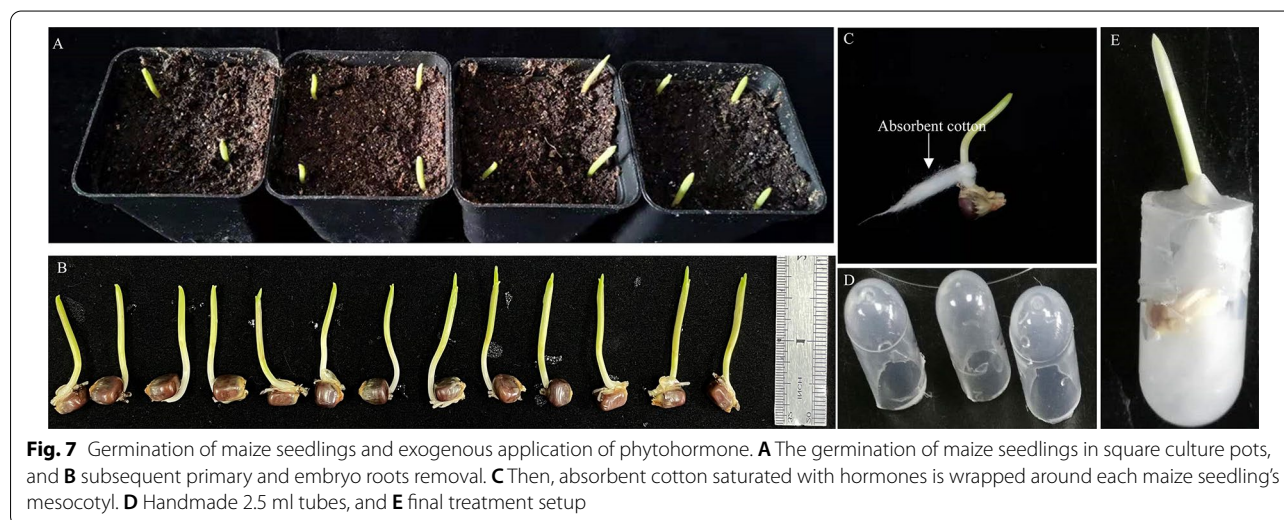 A
C
Absorbent cotton
E
B
D
INCH
Fig. 7 Germination of maize seedlings and exogenous application of phytohormone. A The germination of maize seedlings in square culture pots,
and B subsequent primary and embryo roots removal. C Then, absorbent cotton saturated with hormones is wrapped around each maize seedling's
mesocotyl. D Handmade 2.5 ml tubes, and E final treatment setup